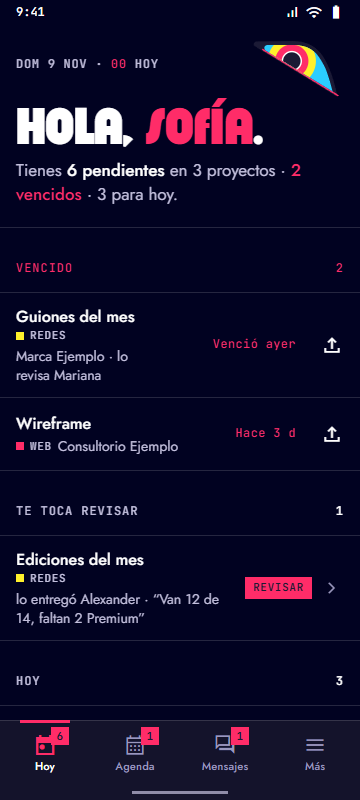 9:41
DOM 9 NOV · 00 HOY
HOLA, SOFÍA.
Tienes 6 pendientes en 3 proyectos · 2
vencidos · 3 para hoy.
VENCIDO 2
Guiones del mes
REDES
Marca Ejemplo · lo
revisa Mariana
Venció ayer
Wireframe
WEB Consultorio Ejemplo
Hace 3 d
TE TOCA REVISAR 1
Ediciones del mes
REDES
lo entregó Alexander · “Van 12 de
14, faltan 2 Premium”
REVISAR
HOY 3
6 1 1
Hoy Agenda Mensajes Más